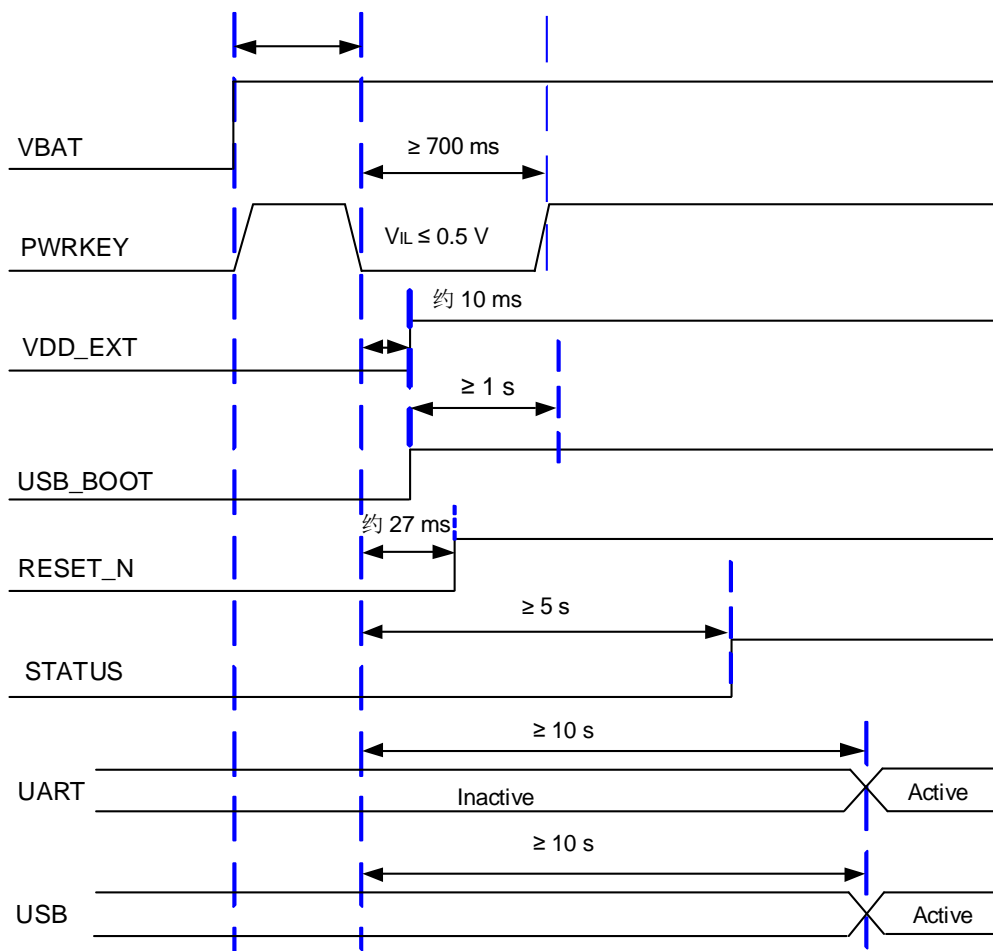 VBAT
≥ 700 ms
PWRKEY
VIL ≤ 0.5 V
约 10 ms
VDD_EXT
≥ 1 s
USB_BOOT
约 27 ms
RESET_N
≥ 5 s
STATUS
≥ 10 s
UART
Inactive
Active
≥ 10 s
USB
Active